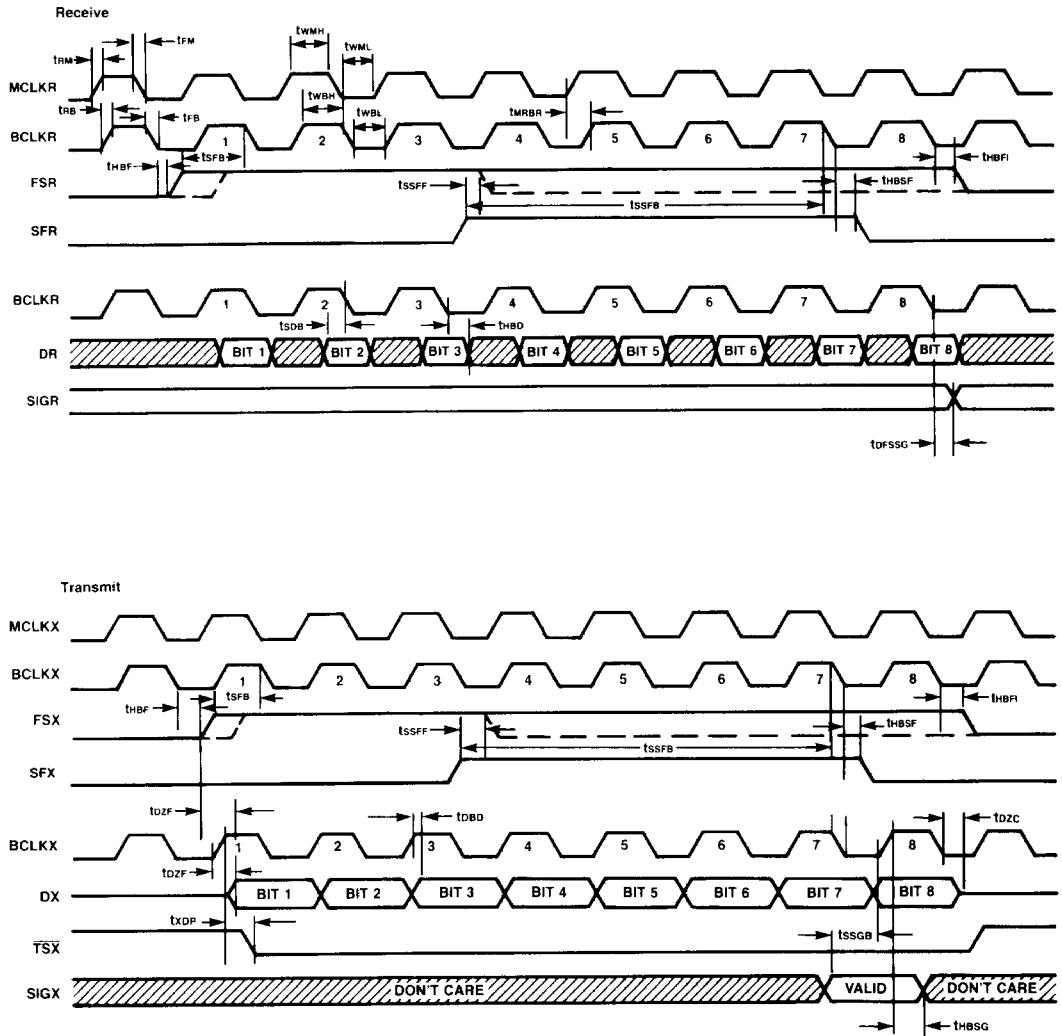 Receive
tFM
tWMH
tWML
tRM
MCLKR
tRB
tFB
tWBH
tWBL
tMRBR
BCLKR
1 2 3 4 5 6 7 8
tSFB
tHBF
tHBFI
FSR
tSSFF
tHBSF
tSSFB
SFR
BCLKR
1 2 3 4 5 6 7 8
tSDB
tHBD
DR
BIT 1 BIT 2 BIT 3 BIT 4 BIT 5 BIT 6 BIT 7 BIT 8
SIGR
tDFSSG
Transmit
MCLKX
BCLKX
1 2 3 4 5 6 7 8
tSFB
tHBF
tHBFI
FSX
tSSFF
tHBSF
tSSFB
SFX
tDZF
tDBD
tDZC
BCLKX
1 2 3 4 5 6 7 8
tDZF
DX
BIT 1 BIT 2 BIT 3 BIT 4 BIT 5 BIT 6 BIT 7 BIT 8
tXDP
tSSGB
TSX
SIGX
DON'T CARE VALID DON'T CARE
tHBSG